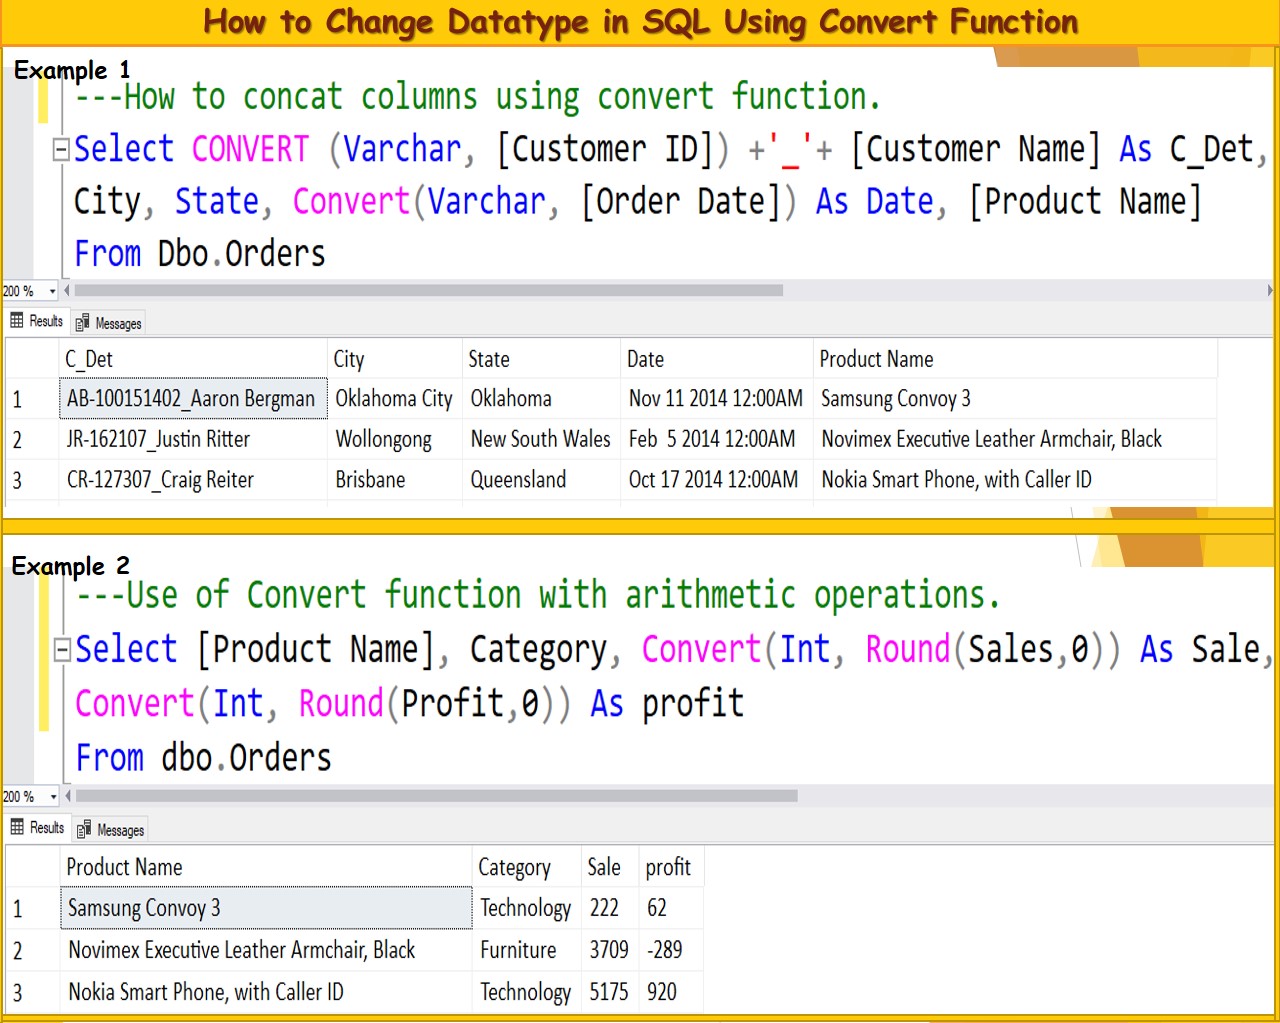 How to Change Datatype in SQL Using Convert Function
Example 1
---How to concat columns using convert function.
Select CONVERT (Varchar, [Customer ID]) +'_'+ [Customer Name] As C_Det,
City, State, Convert(Varchar, [Order Date]) As Date, [Product Name]
From Dbo.Orders
200 %
Results Messages
C_Det City State Date Product Name
1 AB-100151402_Aaron Bergman Oklahoma City Oklahoma Nov 11 2014 12:00AM Samsung Convoy 3
2 JR-162107_Justin Ritter Wollongong New South Wales Feb  5 2014 12:00AM Novimex Executive Leather Armchair, Black
3 CR-127307_Craig Reiter Brisbane Queensland Oct 17 2014 12:00AM Nokia Smart Phone, with Caller ID
Example 2
---Use of Convert function with arithmetic operations.
Select [Product Name], Category, Convert(Int, Round(Sales,0)) As Sale,
Convert(Int, Round(Profit,0)) As profit
From dbo.Orders
200 %
Results Messages
Product Name Category Sale profit
1 Samsung Convoy 3 Technology 222 62
2 Novimex Executive Leather Armchair, Black Furniture 3709 -289
3 Nokia Smart Phone, with Caller ID Technology 5175 920